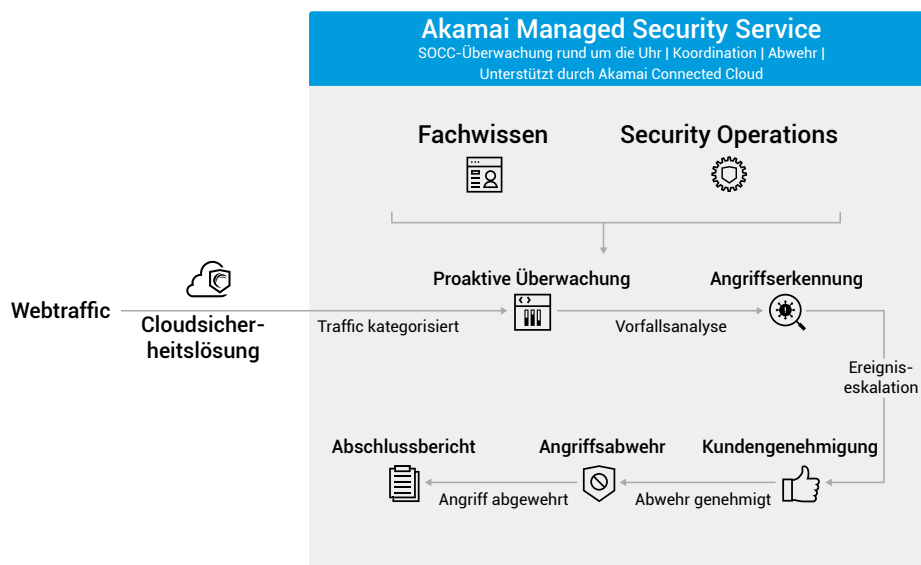 Akamai Managed Security Service
SOCC-Überwachung rund um die Uhr | Koordination | Abwehr |
Unterstützt durch Akamai Connected Cloud
Fachwissen
Security Operations
Proaktive Überwachung
Angriffserkennung
Webtraffic
Cloudsicher-
heitslösung
Traffic kategorisiert
Vorfallsanalyse
Ereignis-
eskalation
Abschlussbericht
Angriffsabwehr
Kundengenehmigung
Angriff abgewehrt
Abwehr genehmigt